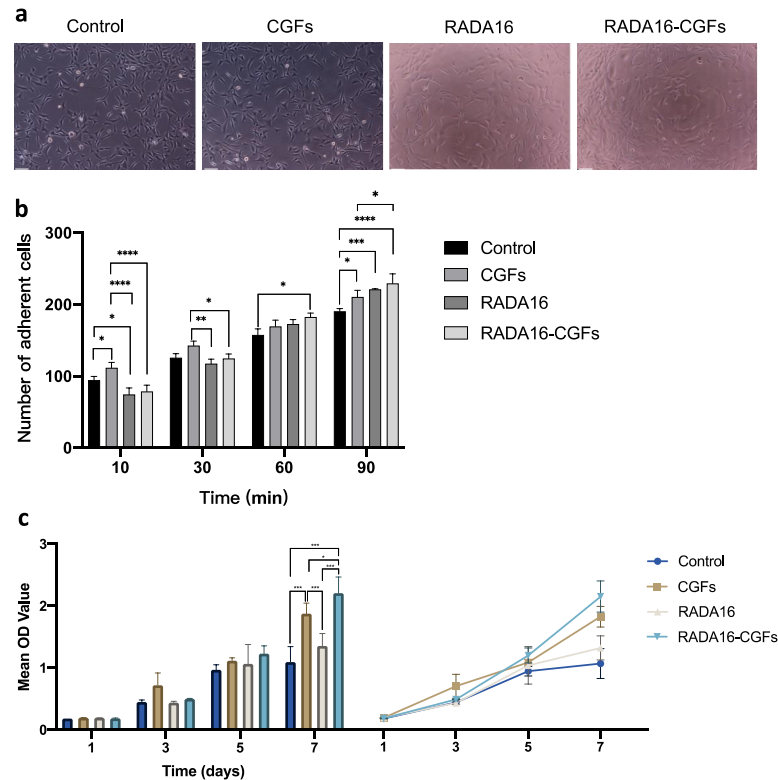 a
Control CGFs RADA16 RADA16-CGFs
b
Number of adherent cells
300
200
100
0
**** **** * *
* ** *
*
* **** *** *
10 30 60 90
Time (min)
Control
CGFs
RADA16
RADA16-CGFs
c
Mean OD Value
3
2
1
0
*** * *** *** ***
1 3 5 7
Time (days)
1 3 5 7
Control
CGFs
RADA16
RADA16-CGFs